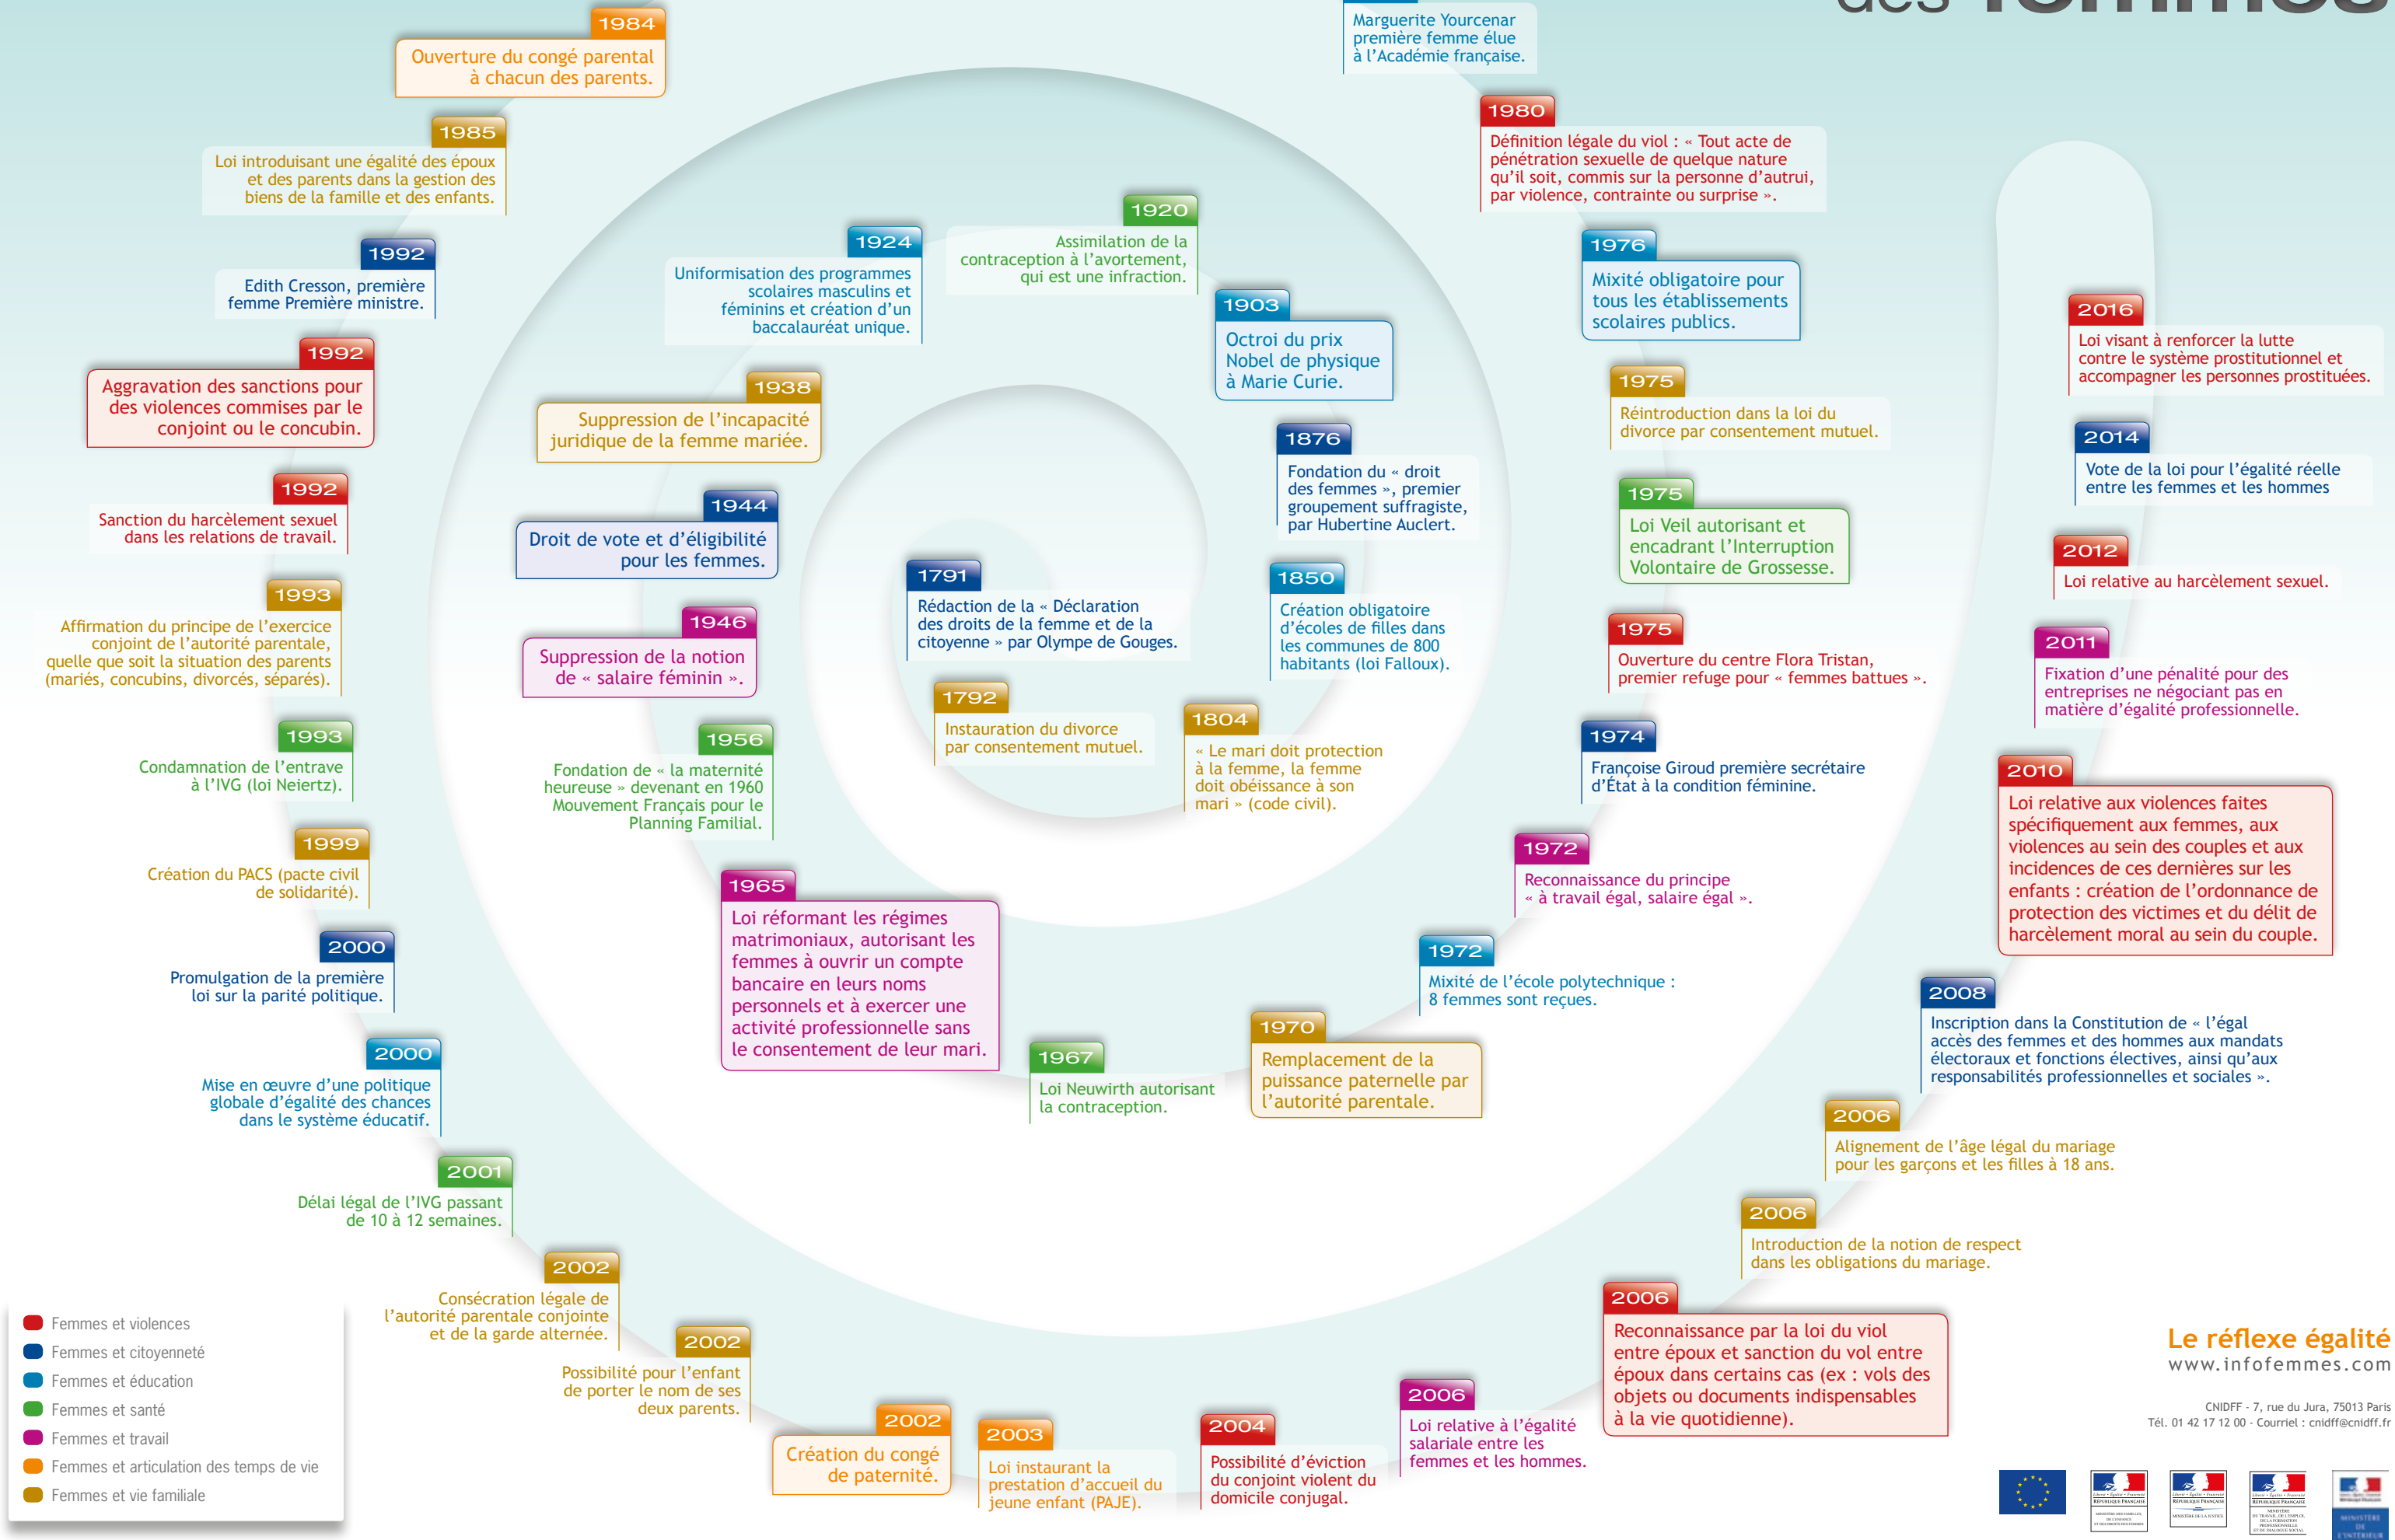 des femmes
1791
Rédaction de la « Déclaration
des droits de la femme et de la
citoyenne » par Olympe de Gouges.
1792
Instauration du divorce
par consentement mutuel.
1804
« Le mari doit protection
à la femme, la femme
doit obéissance à son
mari » (code civil).
1850
Création obligatoire
d'écoles de filles dans
les communes de 800
habitants (loi Falloux).
1876
Fondation du « droit
des femmes », premier
groupement suffragiste,
par Hubertine Auclert.
1903
Octroi du prix
Nobel de physique
à Marie Curie.
1920
Assimilation de la
contraception à l'avortement,
qui est une infraction.
1924
Uniformisation des programmes
scolaires masculins et
féminins et création d'un
baccalauréat unique.
1938
Suppression de l'incapacité
juridique de la femme mariée.
1944
Droit de vote et d'éligibilité
pour les femmes.
1946
Suppression de la notion
de « salaire féminin ».
1956
Fondation de « la maternité
heureuse » devenant en 1960
Mouvement Français pour le
Planning Familial.
1965
Loi réformant les régimes
matrimoniaux, autorisant les
femmes à ouvrir un compte
bancaire en leurs noms
personnels et à exercer une
activité professionnelle sans
le consentement de leur mari.
1967
Loi Neuwirth autorisant
la contraception.
1970
Remplacement de la
puissance paternelle par
l'autorité parentale.
1972
Mixité de l'école polytechnique :
8 femmes sont reçues.
1972
Reconnaissance du principe
« à travail égal, salaire égal ».
1974
Françoise Giroud première secrétaire
d'État à la condition féminine.
1975
Ouverture du centre Flora Tristan,
premier refuge pour « femmes battues ».
1975
Loi Veil autorisant et
encadrant l'Interruption
Volontaire de Grossesse.
1975
Réintroduction dans la loi du
divorce par consentement mutuel.
1976
Mixité obligatoire pour
tous les établissements
scolaires publics.
1980
Définition légale du viol : « Tout acte de
pénétration sexuelle de quelque nature
qu'il soit, commis sur la personne d'autrui,
par violence, contrainte ou surprise ».
Marguerite Yourcenar
première femme élue
à l'Académie française.
1984
Ouverture du congé parental
à chacun des parents.
1985
Loi introduisant une égalité des époux
et des parents dans la gestion des
biens de la famille et des enfants.
1992
Edith Cresson, première
femme Première ministre.
1992
Aggravation des sanctions pour
des violences commises par le
conjoint ou le concubin.
1992
Sanction du harcèlement sexuel
dans les relations de travail.
1993
Affirmation du principe de l'exercice
conjoint de l'autorité parentale,
quelle que soit la situation des parents
(mariés, concubins, divorcés, séparés).
1993
Condamnation de l'entrave
à l'IVG (loi Neiertz).
1999
Création du PACS (pacte civil
de solidarité).
2000
Promulgation de la première
loi sur la parité politique.
2000
Mise en œuvre d'une politique
globale d'égalité des chances
dans le système éducatif.
2001
Délai légal de l'IVG passant
de 10 à 12 semaines.
2002
Consécration légale de
l'autorité parentale conjointe
et de la garde alternée.
2002
Possibilité pour l'enfant
de porter le nom de ses
deux parents.
2002
Création du congé
de paternité.
2003
Loi instaurant la
prestation d'accueil du
jeune enfant (PAJE).
2004
Possibilité d'éviction
du conjoint violent du
domicile conjugal.
2006
Loi relative à l'égalité
salariale entre les
femmes et les hommes.
2006
Reconnaissance par la loi du viol
entre époux et sanction du vol entre
époux dans certains cas (ex : vols des
objets ou documents indispensables
à la vie quotidienne).
2006
Introduction de la notion de respect
dans les obligations du mariage.
2006
Alignement de l'âge légal du mariage
pour les garçons et les filles à 18 ans.
2008
Inscription dans la Constitution de « l'égal
accès des femmes et des hommes aux mandats
électoraux et fonctions électives, ainsi qu'aux
responsabilités professionnelles et sociales ».
2010
Loi relative aux violences faites
spécifiquement aux femmes, aux
violences au sein des couples et aux
incidences de ces dernières sur les
enfants : création de l'ordonnance de
protection des victimes et du délit de
harcèlement moral au sein du couple.
2011
Fixation d'une pénalité pour des
entreprises ne négociant pas en
matière d'égalité professionnelle.
2012
Loi relative au harcèlement sexuel.
2014
Vote de la loi pour l'égalité réelle
entre les femmes et les hommes
2016
Loi visant à renforcer la lutte
contre le système prostitutionnel et
accompagner les personnes prostituées.
Femmes et violences
Femmes et citoyenneté
Femmes et éducation
Femmes et santé
Femmes et travail
Femmes et articulation des temps de vie
Femmes et vie familiale
Le réflexe égalité
www.infofemmes.com
CNIDFF - 7, rue du Jura, 75013 Paris
Tél. 01 42 17 12 00 - Courriel : cnidff@cnidff.fr
RÉPUBLIQUE FRANÇAISE
RÉPUBLIQUE FRANÇAISE
MINISTÈRE DE LA JUSTICE
RÉPUBLIQUE FRANÇAISE
MINISTÈRE
DE
L'INTÉRIEUR